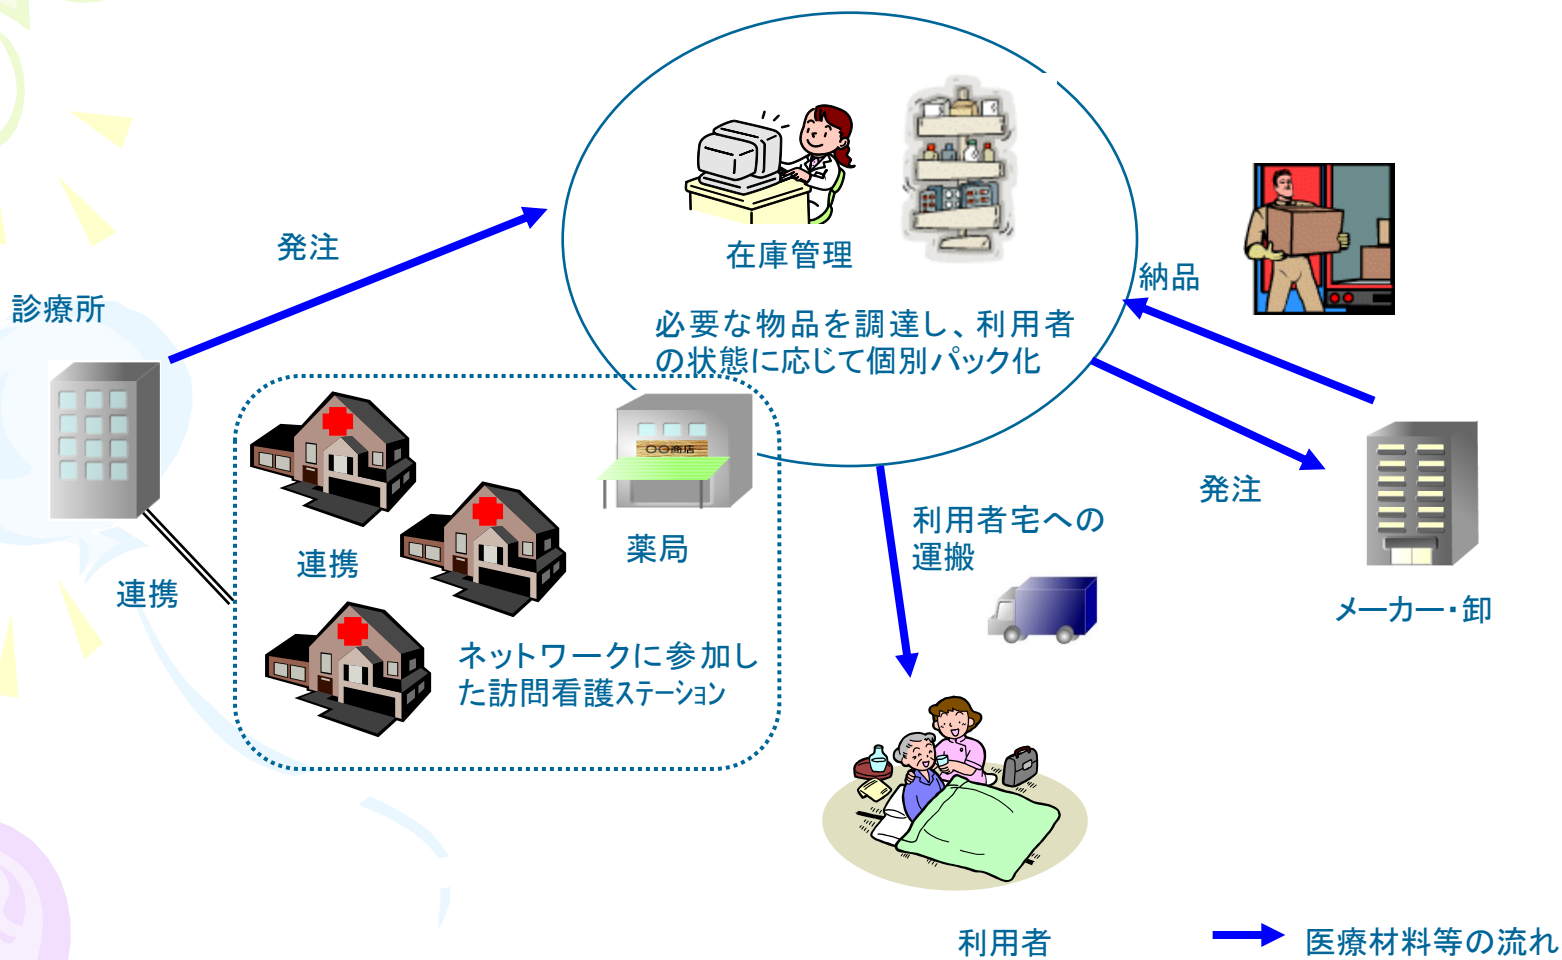 発注
診療所
在庫管理
必要な物品を調達し、利用者
の状態に応じて個別パック化
納品
〇〇商店
薬局
連携
連携
ネットワークに参加し
た訪問看護ステーション
利用者宅への
運搬
発注
メーカー・卸
利用者
医療材料等の流れ